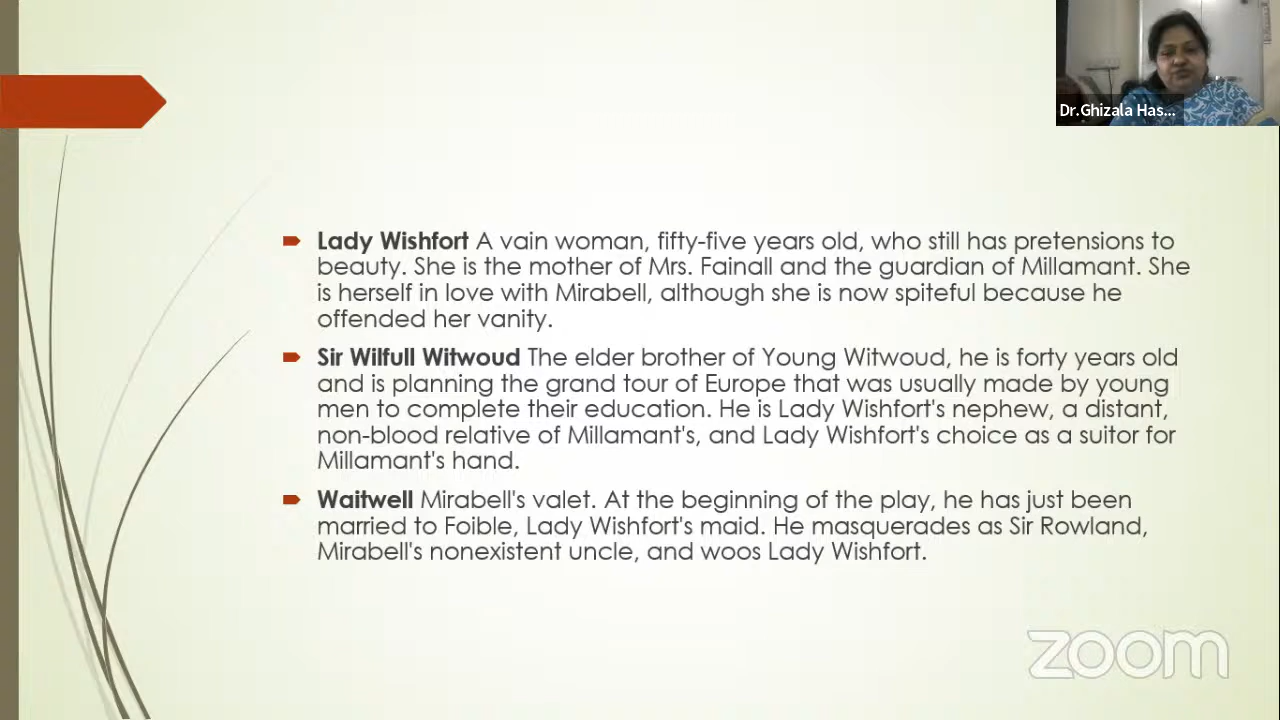 Dr.Ghizala Has...
Lady Wishfort A vain woman, fifty-five years old, who still has pretensions to
beauty. She is the mother of Mrs. Fainall and the guardian of Millamant. She
is herself in love with Mirabell, although she is now spiteful because he
offended her vanity.
Sir Wilfull Witwoud The elder brother of Young Witwoud, he is forty years old
and is planning the grand tour of Europe that was usually made by young
men to complete their education. He is Lady Wishfort's nephew, a distant,
non-blood relative of Millamant's, and Lady Wishfort's choice as a suitor for
Millamant's hand.
Waitwell Mirabell's valet. At the beginning of the play, he has just been
married to Foible, Lady Wishfort's maid. He masquerades as Sir Rowland,
Mirabell's nonexistent uncle, and woos Lady Wishfort.
zoom